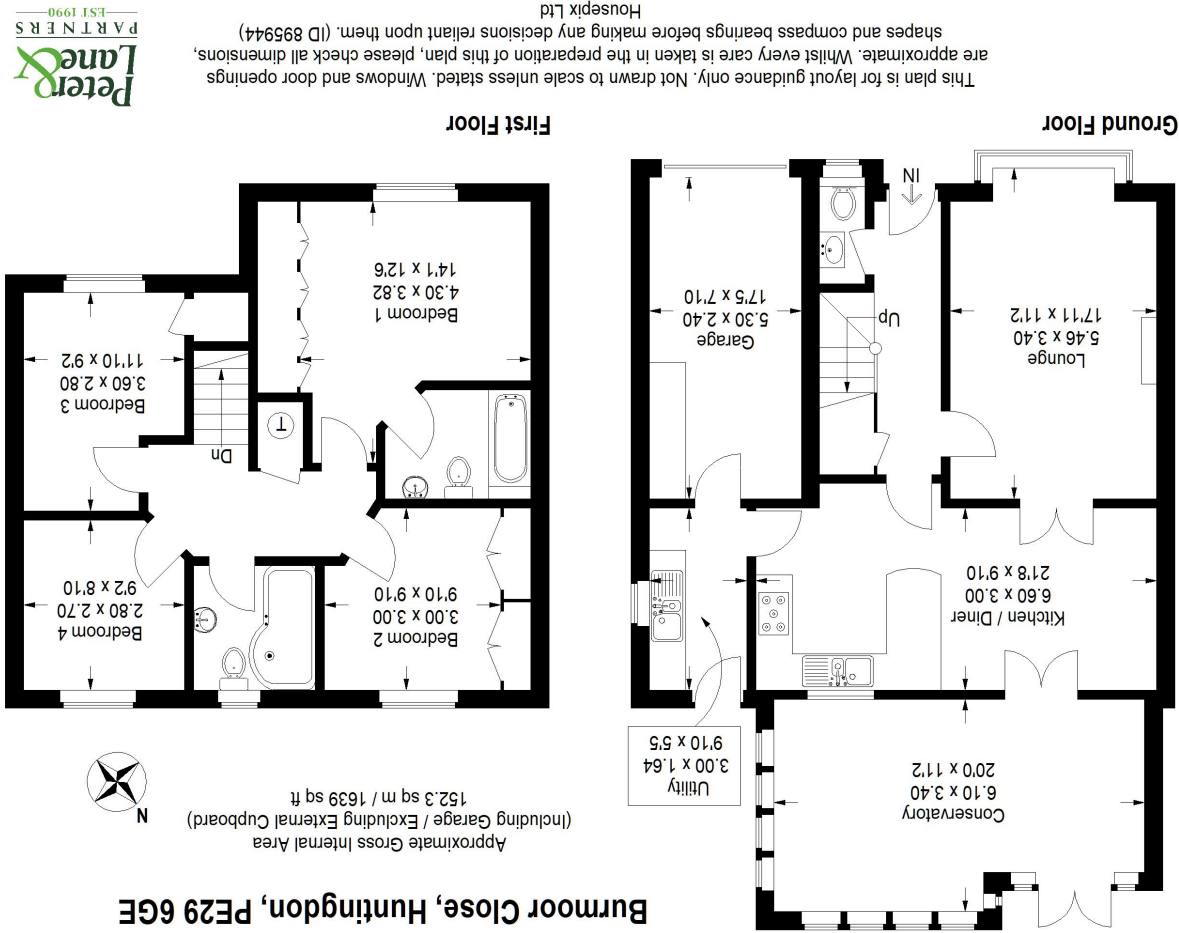 Burmoor Close, Huntingdon, PE29 6GE
Approximate Gross Internal Area
(Including Garage / Excluding External Cupboard)
152.3 sq m / 1639 sq ft
N
Conservatory
6.10 x 3.40
20'0 x 11'2
Utility
3.00 x 1.64
9'10 x 5'5
Kitchen / Diner
6.60 x 3.00
21'8 x 9'10
Lounge
5.46 x 3.40
17'11 x 11'2
Up
Garage
5.30 x 2.40
17'5 x 7'10
IN
Ground Floor
Bedroom 2
3.00 x 3.00
9'10 x 9'10
Bedroom 4
2.80 x 2.70
9'2 x 8'10
Dn
T
Bedroom 3
3.60 x 2.80
11'10 x 9'2
Bedroom 1
4.30 x 3.82
14'1 x 12'6
First Floor
This plan is for layout guidance only. Not drawn to scale unless stated. Windows and door openings
are approximate. Whilst every care is taken in the preparation of this plan, please check all dimensions,
shapes and compass bearings before making any decisions reliant upon them. (ID 895944)
Housepix Ltd
Peter
&Lane
PARTNERS
EST 1990